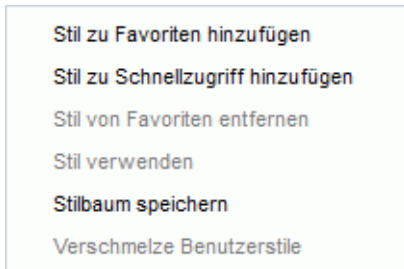 Stil zu Favoriten hinzufügen
Stil zu Schnellzugriff hinzufügen
Stil von Favoriten entfernen
Stil verwenden
Stilbaum speichern
Verschmelze Benutzerstile